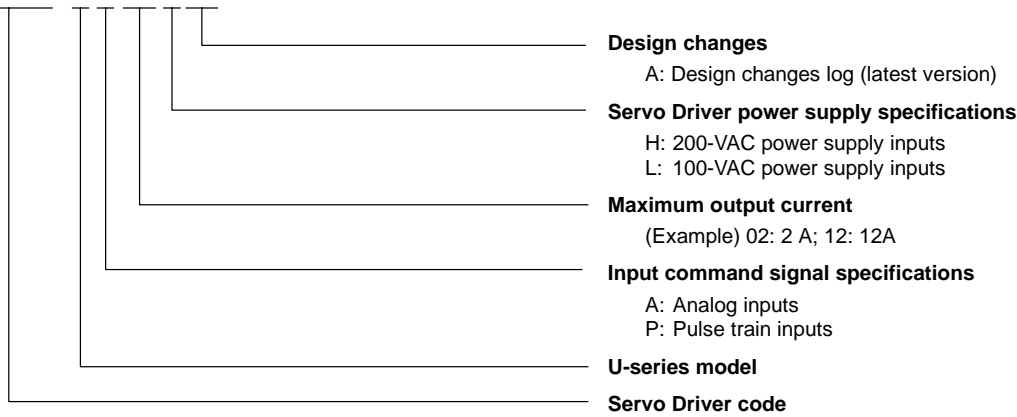 Design changes
A: Design changes log (latest version)
Servo Driver power supply specifications
H: 200-VAC power supply inputs
L: 100-VAC power supply inputs
Maximum output current
(Example) 02: 2 A; 12: 12A
Input command signal specifications
A: Analog inputs
P: Pulse train inputs
U-series model
Servo Driver code